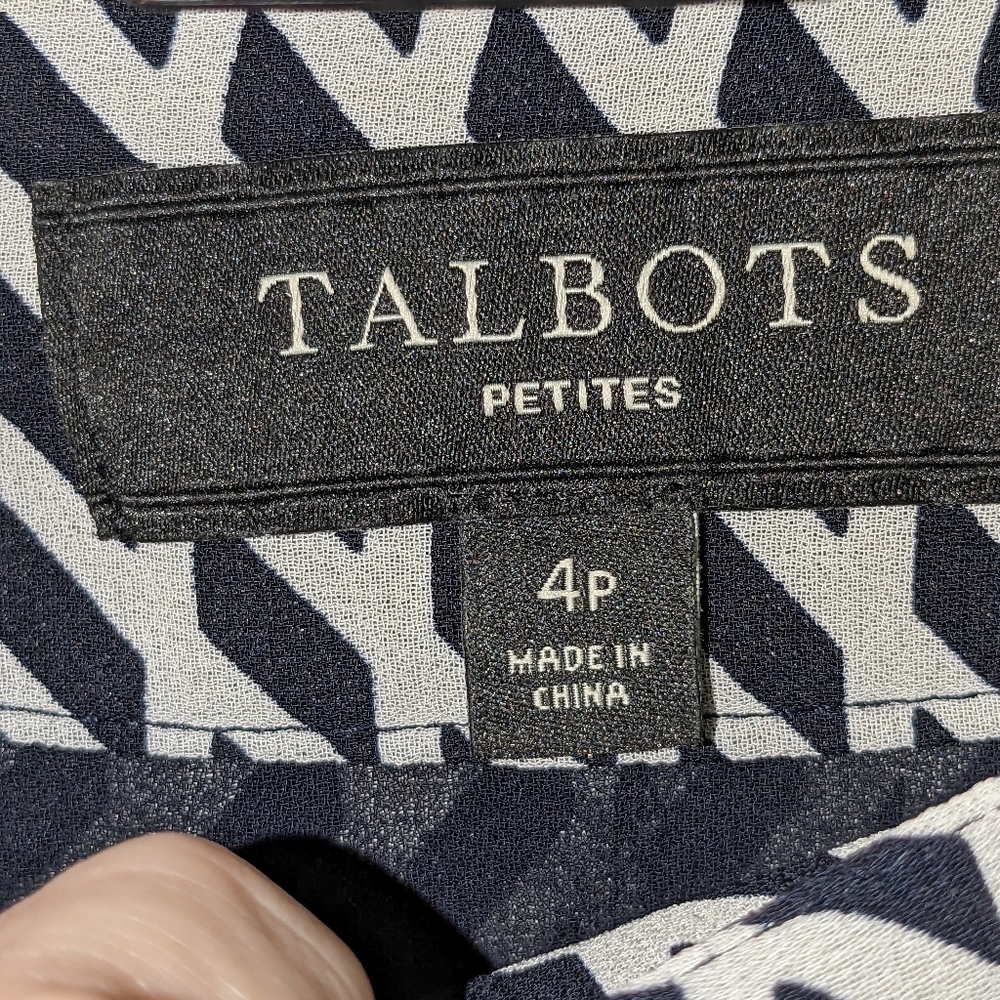 TALBOTS
PETITES
4P
MADE IN
CHINA